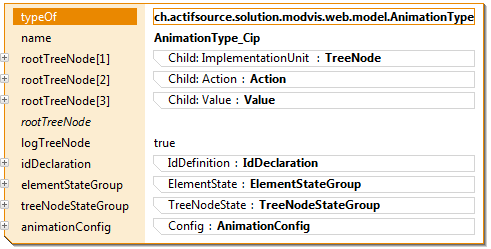 typeOf ch.actifsource.solution.modvis.web.model.AnimationType
name AnimationType_Cip
rootTreeNode[1] Child: ImplementationUnit : TreeNode
rootTreeNode[2] Child: Action : Action
rootTreeNode[3] Child: Value : Value
rootTreeNode
logTreeNode true
idDeclaration IdDefinition : IdDeclaration
elementStateGroup ElementState : ElementStateGroup
treeNodeStateGroup TreeNodeState : TreeNodeStateGroup
animationConfig Config : AnimationConfig